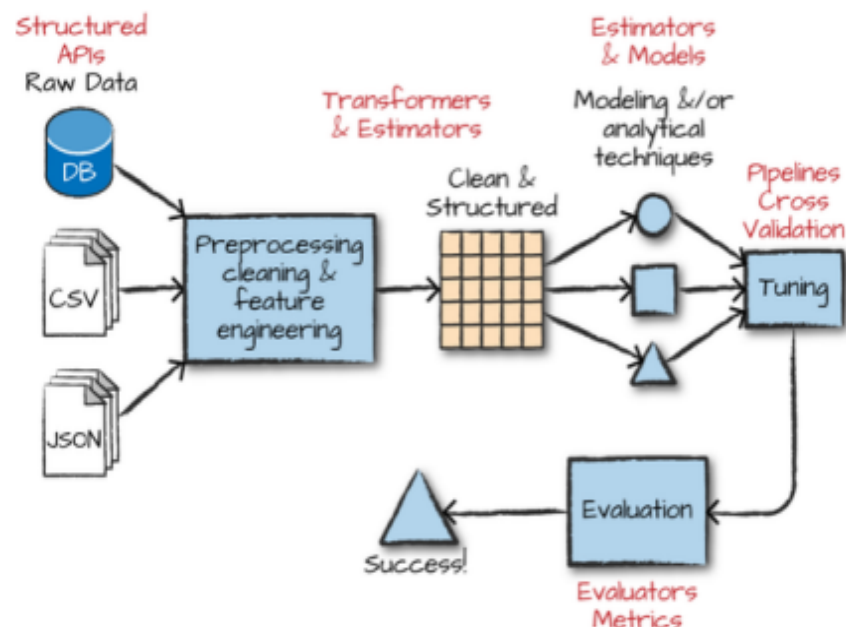 Structured
APIs
Raw Data
DB
CSV
JSON
Preprocessing
cleaning &
feature
engineering
Transformers
& Estimators
Clean &
Structured
Estimators
& Models
Modeling &/or
analytical
techniques
Pipelines
Cross
Validation
Tuning
Evaluation
Evaluators
Metrics
Success!